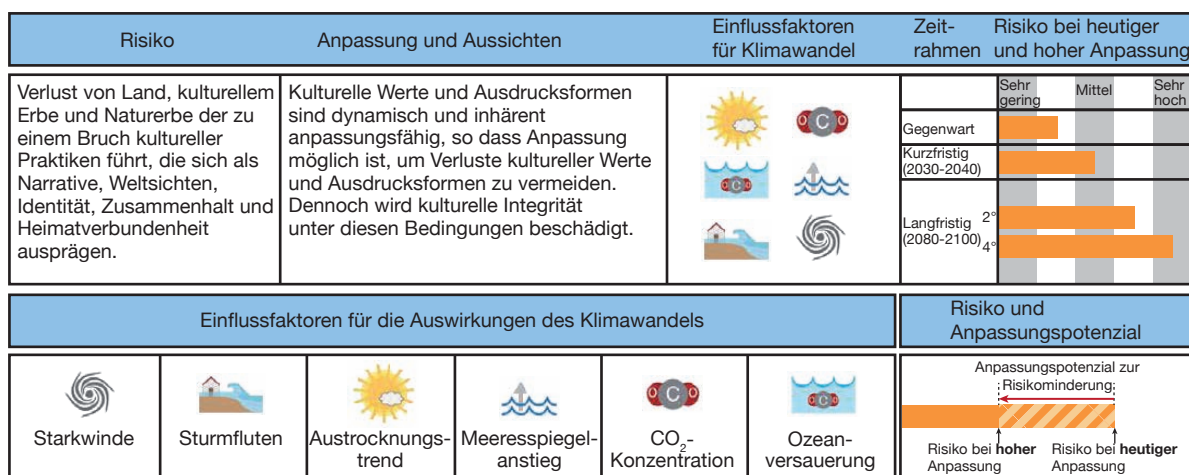 Risiko
Anpassung und Aussichten
Einflussfaktoren
für Klimawandel
Zeit-
rahmen
Risiko bei heutiger
und hoher Anpassung
Verlust von Land, kulturellem
Erbe und Naturerbe der zu
einem Bruch kultureller
Praktiken führt, die sich als
Narrative, Weltsichten,
Identität, Zusammenhalt und
Heimatverbundenheit
ausprägen.
Kulturelle Werte und Ausdrucksformen
sind dynamisch und inhärent
anpassungsfähig, so dass Anpassung
möglich ist, um Verluste kultureller Werte
und Ausdrucksformen zu vermeiden.
Dennoch wird kulturelle Integrität
unter diesen Bedingungen beschädigt.
O C O
O C O
Sehr
gering
Mittel
Sehr
hoch
Gegenwart
Kurzfristig
(2030-2040)
Langfristig
(2080-2100)
2°
4°
Einflussfaktoren für die Auswirkungen des Klimawandels
Risiko und
Anpassungspotenzial
Starkwinde
Sturmfluten
Austrocknungs-
trend
Meeresspiegel-
anstieg
O C O
CO₂-
Konzentration
O C O
Ozean-
versauerung
Anpassungspotenzial zur
Risikominderung
Risiko bei hoher
Anpassung
Risiko bei heutiger
Anpassung